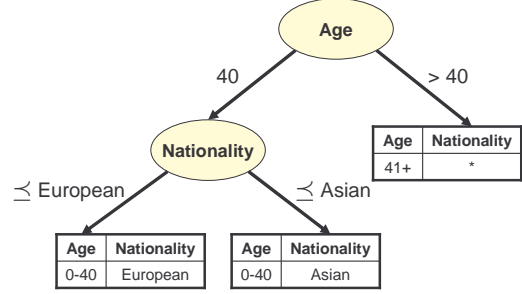 Age
40
> 40
Age Nationality
41+ *
Nationality
⪯ European
⪯ Asian
Age Nationality
0-40 European
Age Nationality
0-40 Asian